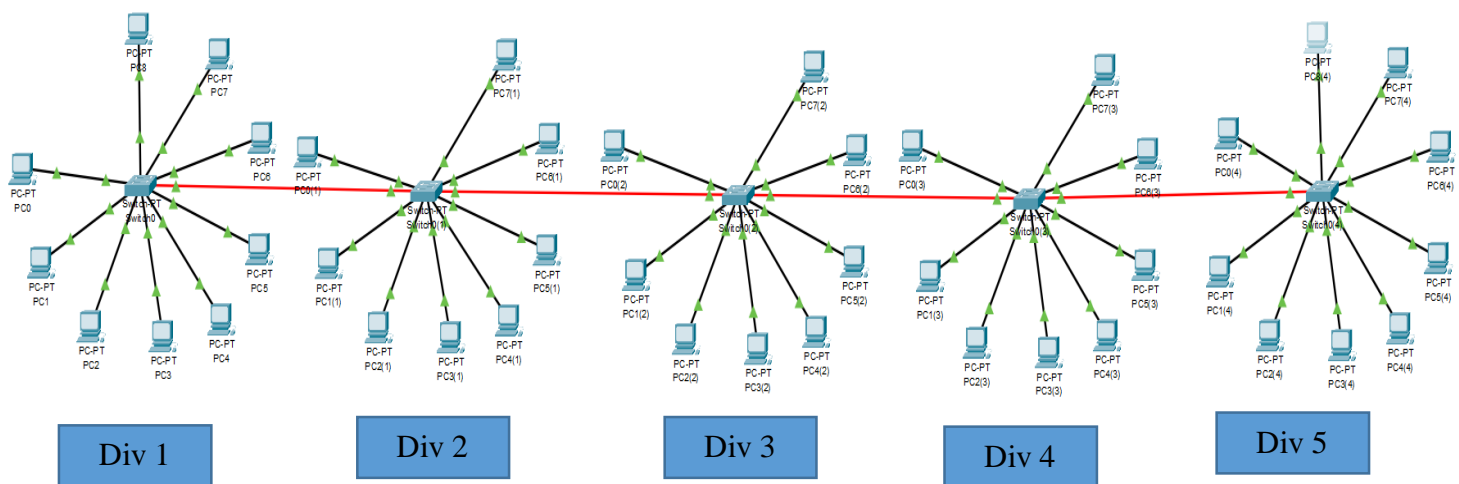 PC-PT
PC8
PC-PT
PC7
PC-PT
PC6
PC-PT
PC0
Switch-PT
Switch0
PC-PT
PC1
PC-PT
PC5
PC-PT
PC2
PC-PT
PC3
PC-PT
PC4
Div 1
PC-PT
PC7(1)
PC-PT
PC0(1)
PC-PT
PC6(1)
Switch-PT
Switch0(1)
PC-PT
PC1(1)
PC-PT
PC5(1)
PC-PT
PC2(1)
PC-PT
PC3(1)
PC-PT
PC4(1)
Div 2
PC-PT
PC7(2)
PC-PT
PC0(2)
PC-PT
PC6(2)
Switch-PT
Switch0(2)
PC-PT
PC1(2)
PC-PT
PC5(2)
PC-PT
PC2(2)
PC-PT
PC3(2)
PC-PT
PC4(2)
Div 3
PC-PT
PC7(3)
PC-PT
PC0(3)
PC-PT
PC6(3)
Switch-PT
Switch0(3)
PC-PT
PC1(3)
PC-PT
PC5(3)
PC-PT
PC2(3)
PC-PT
PC3(3)
PC-PT
PC4(3)
Div 4
PC-PT
PC8(4)
PC-PT
PC7(4)
PC-PT
PC0(4)
PC-PT
PC6(4)
Switch-PT
Switch0(4)
PC-PT
PC1(4)
PC-PT
PC5(4)
PC-PT
PC2(4)
PC-PT
PC3(4)
PC-PT
PC4(4)
Div 5